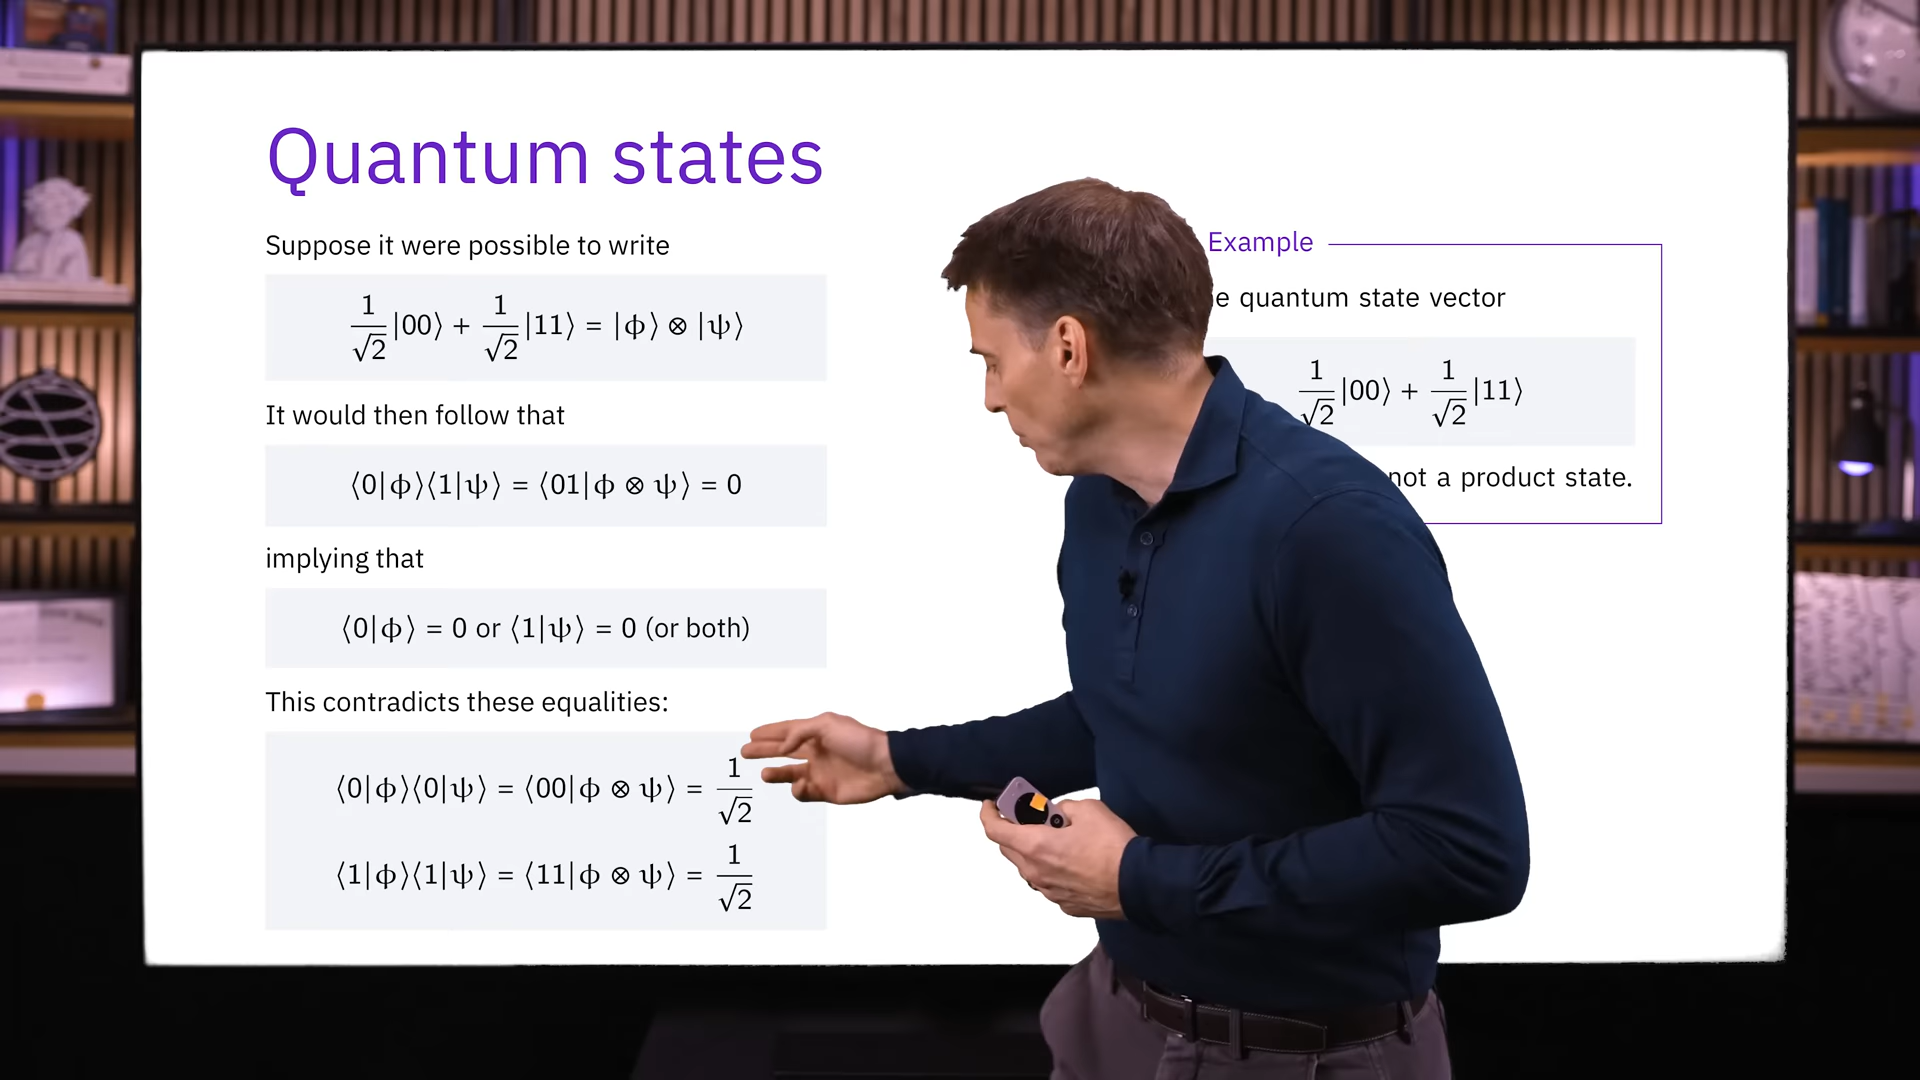 Quantum states
Suppose it were possible to write
1/√2 |00⟩ + 1/√2 |11⟩ = |ϕ⟩ ⊗ |ψ⟩
It would then follow that
⟨0|ϕ⟩⟨1|ψ⟩ = ⟨01|ϕ ⊗ ψ⟩ = 0
implying that
⟨0|ϕ⟩ = 0 or ⟨1|ψ⟩ = 0 (or both)
This contradicts these equalities:
⟨0|ϕ⟩⟨0|ψ⟩ = ⟨00|ϕ ⊗ ψ⟩ = 1/√2
⟨1|ϕ⟩⟨1|ψ⟩ = ⟨11|ϕ ⊗ ψ⟩ = 1/√2
Example
quantum state vector
1/√2 |00⟩ + 1/√2 |11⟩
not a product state.